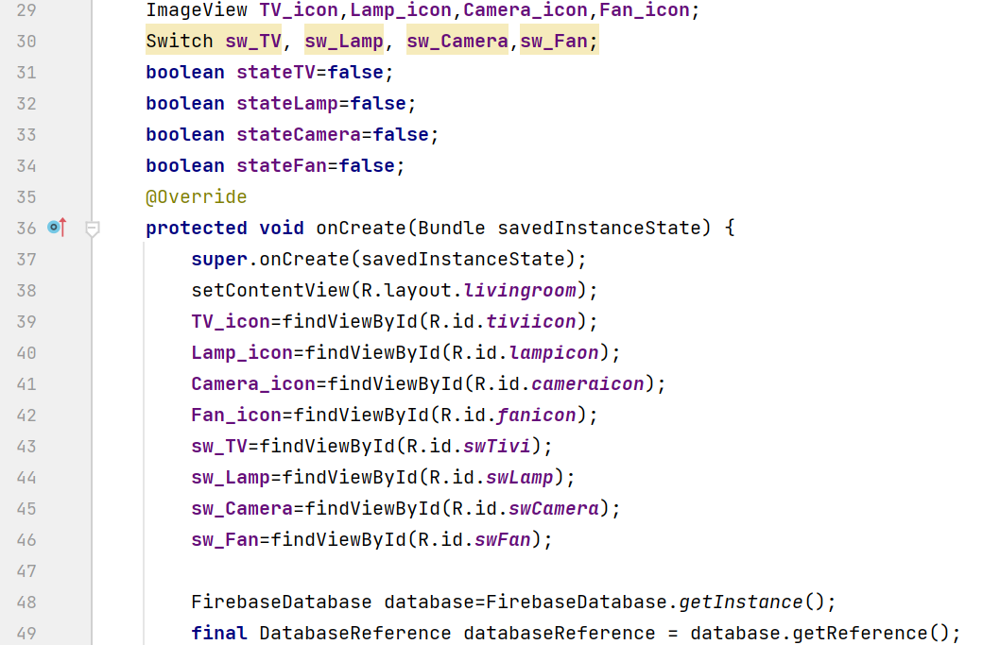 29 ImageView TV_icon,Lamp_icon,Camera_icon,Fan_icon;
30 Switch sw_TV, sw_Lamp, sw_Camera,sw_Fan;
31 boolean stateTV=false;
32 boolean stateLamp=false;
33 boolean stateCamera=false;
34 boolean stateFan=false;
35 @Override
36 protected void onCreate(Bundle savedInstanceState) {
37 super.onCreate(savedInstanceState);
38 setContentView(R.layout.livingroom);
39 TV_icon=findViewById(R.id.tiviicon);
40 Lamp_icon=findViewById(R.id.lampicon);
41 Camera_icon=findViewById(R.id.cameraicon);
42 Fan_icon=findViewById(R.id.fanicon);
43 sw_TV=findViewById(R.id.swTivi);
44 sw_Lamp=findViewById(R.id.swLamp);
45 sw_Camera=findViewById(R.id.swCamera);
46 sw_Fan=findViewById(R.id.swFan);
47
48 FirebaseDatabase database=FirebaseDatabase.getInstance();
49 final DatabaseReference databaseReference = database.getReference();